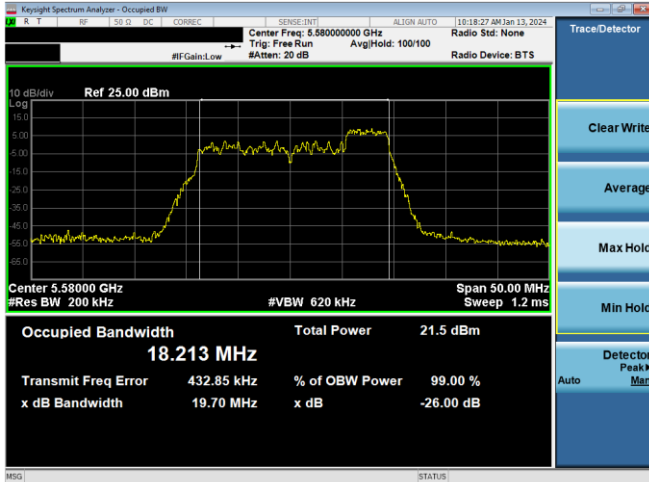 Keysight Spectrum Analyzer - Occupied BW
R T RF 50 Ω DC CORREC SENSE:INT ALIGN AUTO 10:18:27 AM Jan 13, 2024
Center Freq: 5.580000000 GHz Radio Std: None
Trig: Free Run Avg|Hold: 100/100
#IFGain:Low #Atten: 20 dB Radio Device: BTS
10 dB/div Ref 25.00 dBm
Log
15.0
5.00
-5.00
-15.0
-25.0
-35.0
-45.0
-55.0
-65.0
Center 5.58000 GHz Span 50.00 MHz
#Res BW 200 kHz #VBW 620 kHz Sweep 1.2 ms
Occupied Bandwidth Total Power 21.5 dBm
18.213 MHz
Transmit Freq Error 432.85 kHz % of OBW Power 99.00 %
x dB Bandwidth 19.70 MHz x dB -26.00 dB
MSG STATUS
Trace/Detector
Clear Write
Average
Max Hold
Min Hold
Detector
Peak
Auto Man